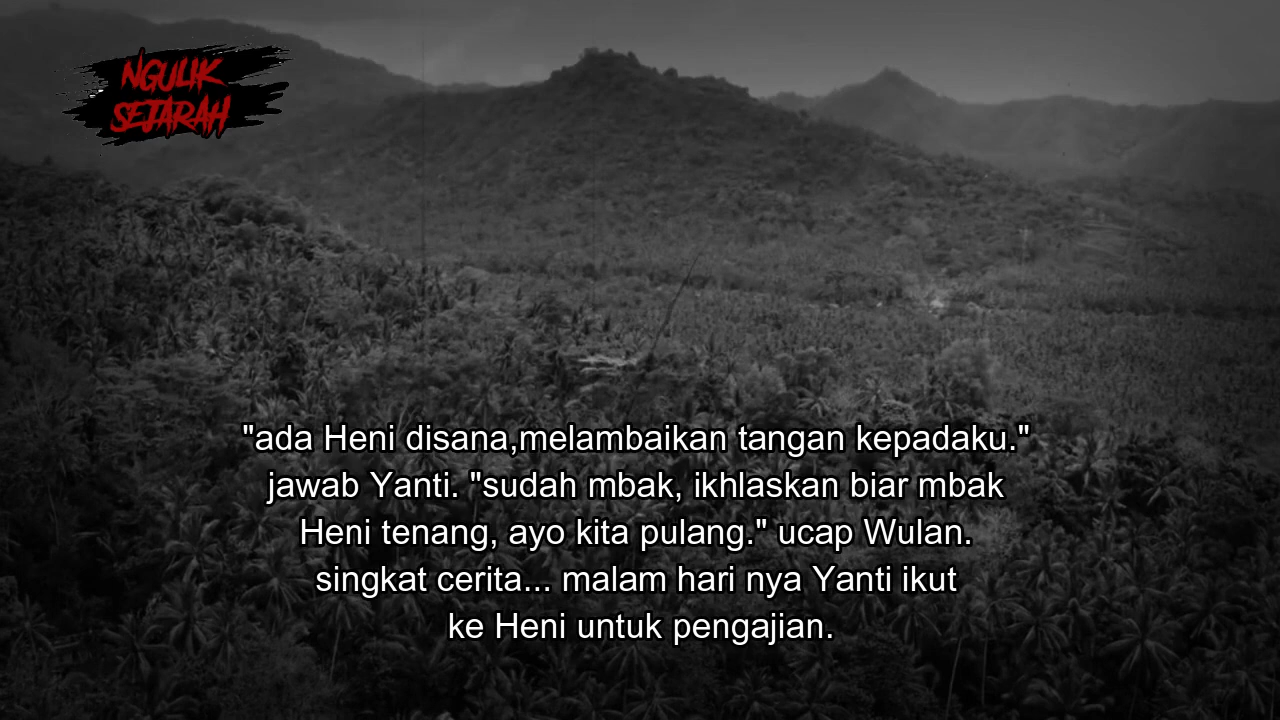 NGULIK
SEJARAH
"ada Heni disana,melambaikan tangan kepadaku."
jawab Yanti. "sudah mbak, ikhlaskan biar mbak
Heni tenang, ayo kita pulang." ucap Wulan.
singkat cerita... malam hari nya Yanti ikut
ke Heni untuk pengajian.